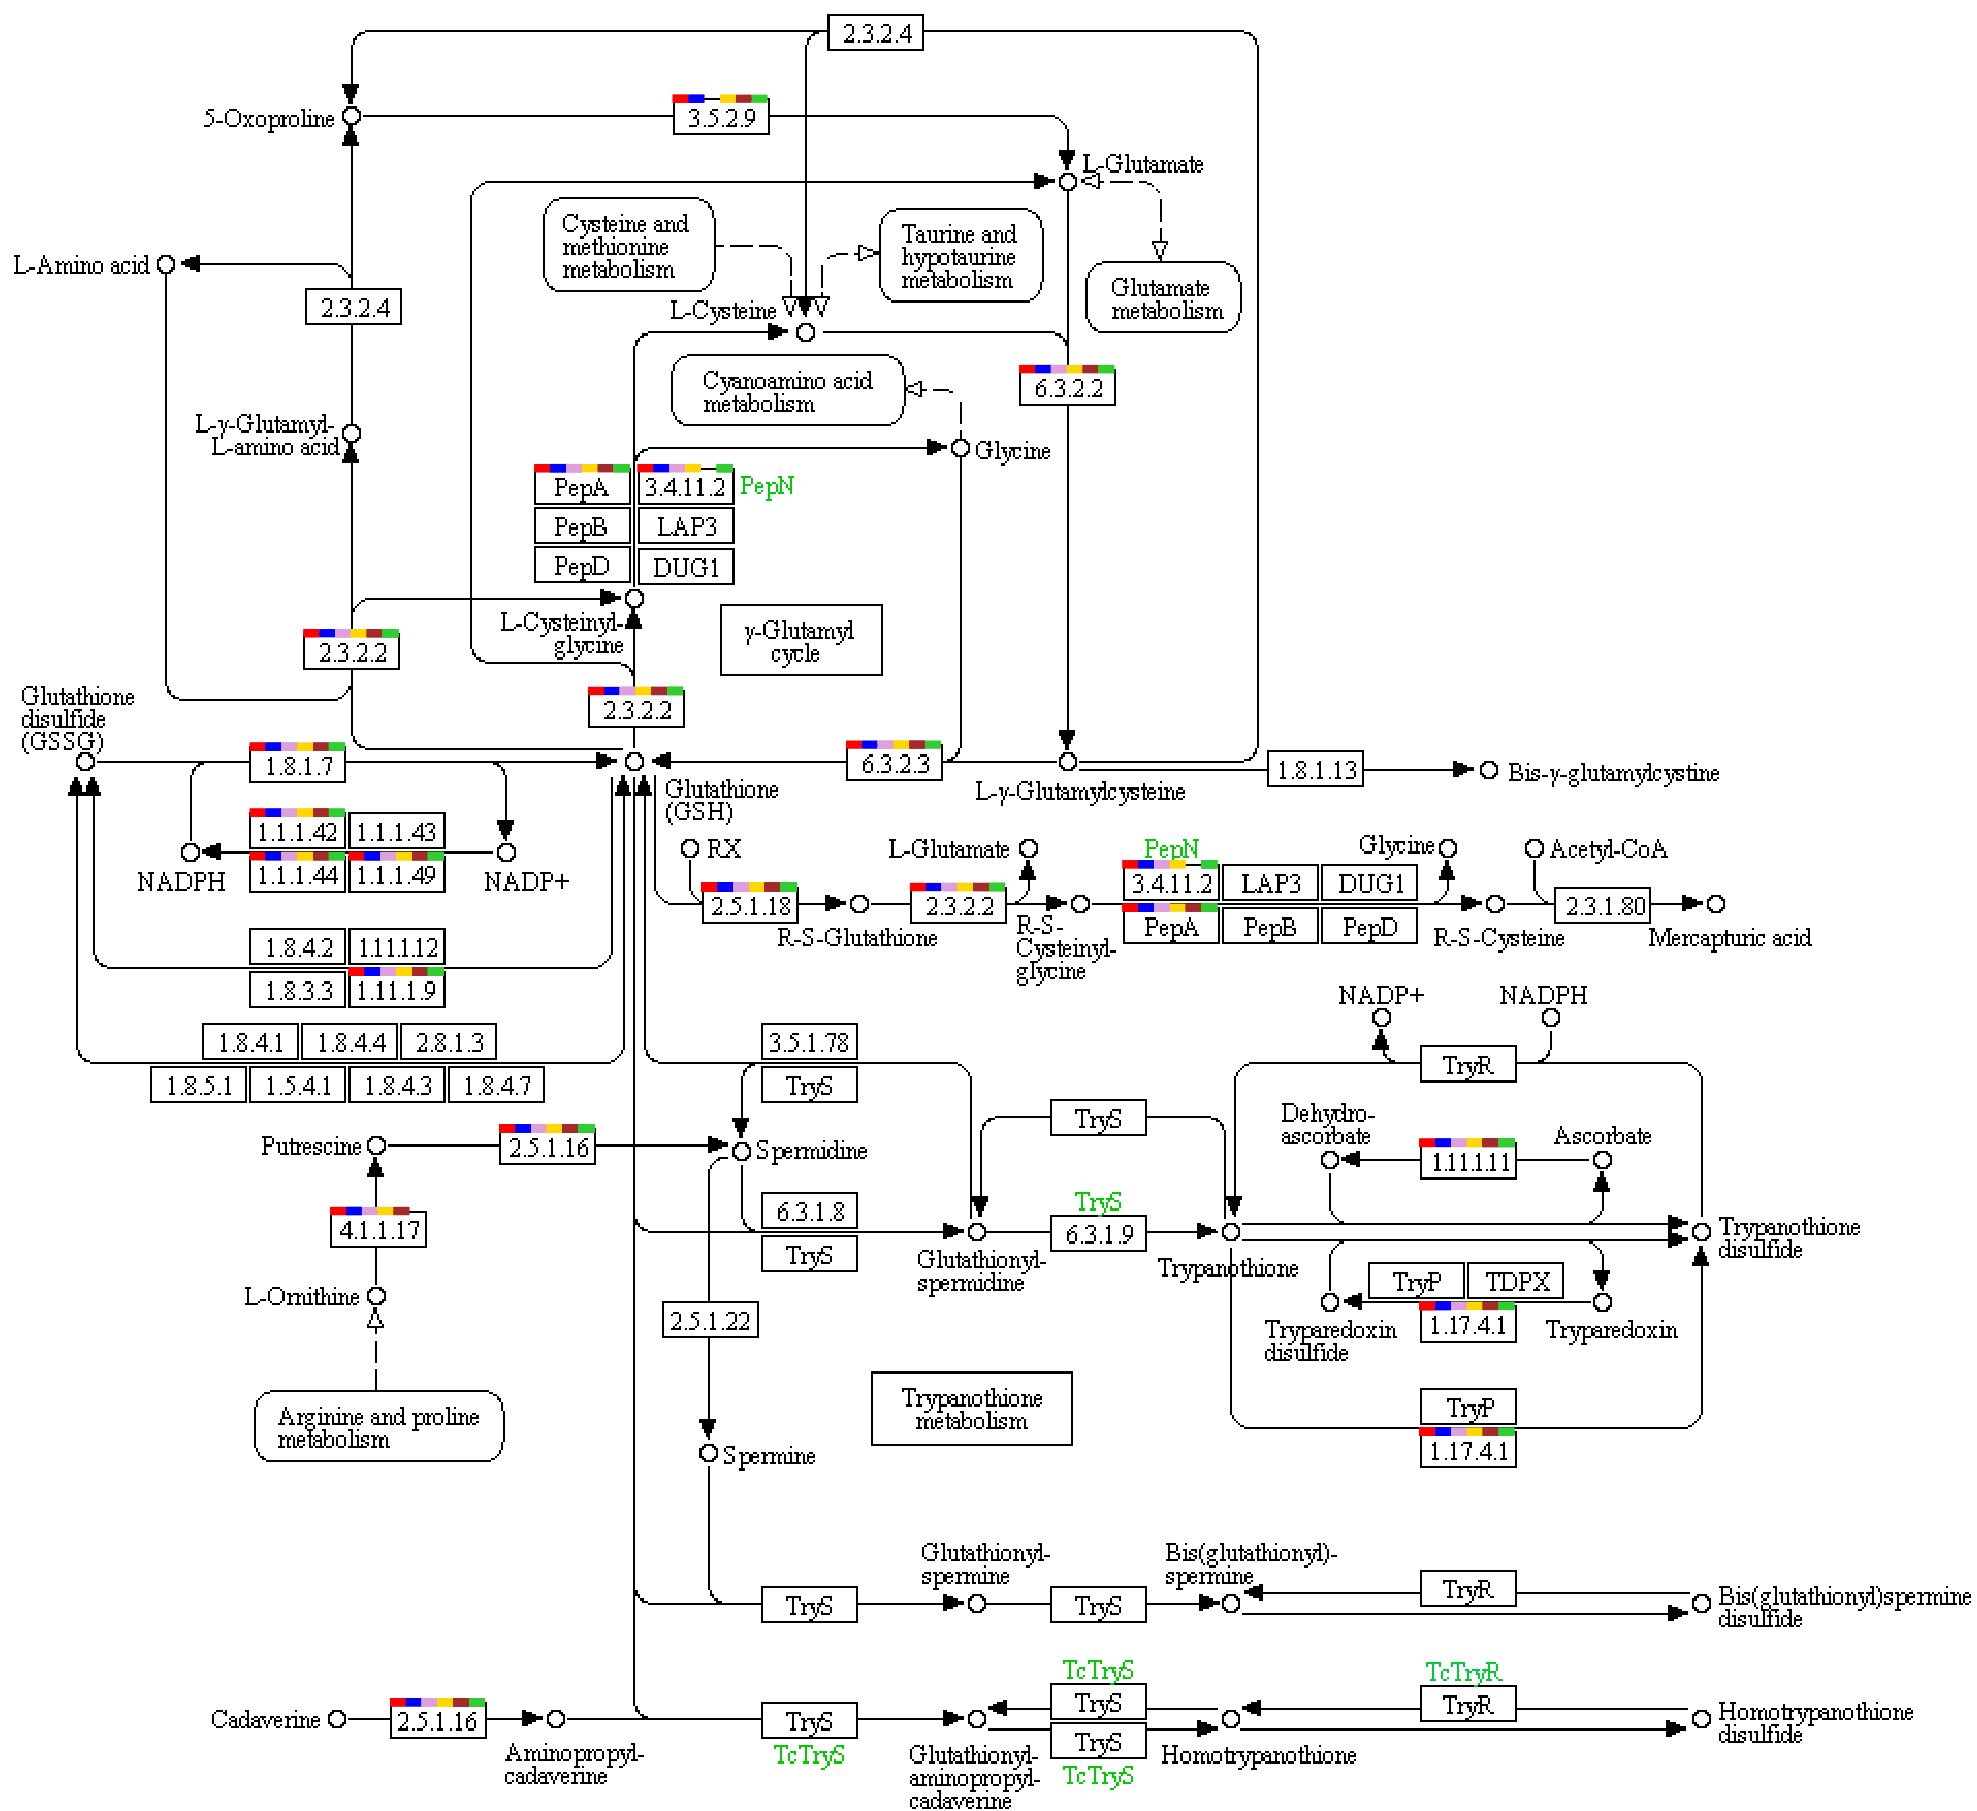 2.3.2.4
5-Oxoproline
3.5.2.9
L-Glutamate
Cysteine and
methionine
metabolism
Taurine and
hypotaurine
metabolism
L-Amino acid
Glutamate
metabolism
2.3.2.4
L-Cysteine
Cyanoamino acid
metabolism
6.3.2.2
L-γ-Glutamyl-
L-amino acid
Glycine
PepA
3.4.11.2
PepN
PepB
LAP3
PepD
DUG1
L-Cysteinyl-
glycine
γ-Glutamyl
cycle
2.3.2.2
2.3.2.2
Glutathione
disulfide
(GSSG)
1.8.1.7
6.3.2.3
1.8.1.13
Bis-γ-glutamylcystine
Glutathione
(GSH)
L-γ-Glutamylcysteine
1.1.1.42
1.1.1.43
NADPH
1.1.1.44
1.1.1.49
NADP+
RX
L-Glutamate
PepN
Glycine
Acetyl-CoA
2.5.1.18
2.3.2.2
3.4.11.2
LAP3
DUG1
2.3.1.80
R-S-Glutathione
R-S-
Cysteinyl-
glycine
PepA
PepB
PepD
R-S-Cysteine
Mercapturic acid
1.8.4.2
1.11.1.12
1.8.3.3
1.11.1.9
NADP+
NADPH
1.8.4.1
1.8.4.4
2.8.1.3
3.5.1.78
TryR
1.8.5.1
1.5.4.1
1.8.4.3
1.8.4.7
TryS
TryS
Dehydro-
ascorbate
Ascorbate
Putrescine
2.5.1.16
Spermidine
1.11.1.11
4.1.1.17
6.3.1.8
TryS
6.3.1.9
TryS
Glutathionyl-
spermidine
Trypanothione
Trypanothione
disulfide
L-Ornithine
TryP
TDPX
2.5.1.22
Tryparedoxin
disulfide
1.17.4.1
Tryparedoxin
Arginine and proline
metabolism
Trypanothione
metabolism
TryP
1.17.4.1
Spermine
Glutathionyl-
spermine
Bis(glutathionyl)-
spermine
TryS
TryS
TryR
Bis(glutathionyl)spermine
disulfide
TcTryS
TcTryR
Cadaverine
2.5.1.16
TryS
TryS
TryR
Homotrypanothione
disulfide
Aminopropyl-
cadaverine
TcTryS
Glutathionyl-
aminopropyl-
cadaverine
TryS
TcTryS
Homotrypanothione